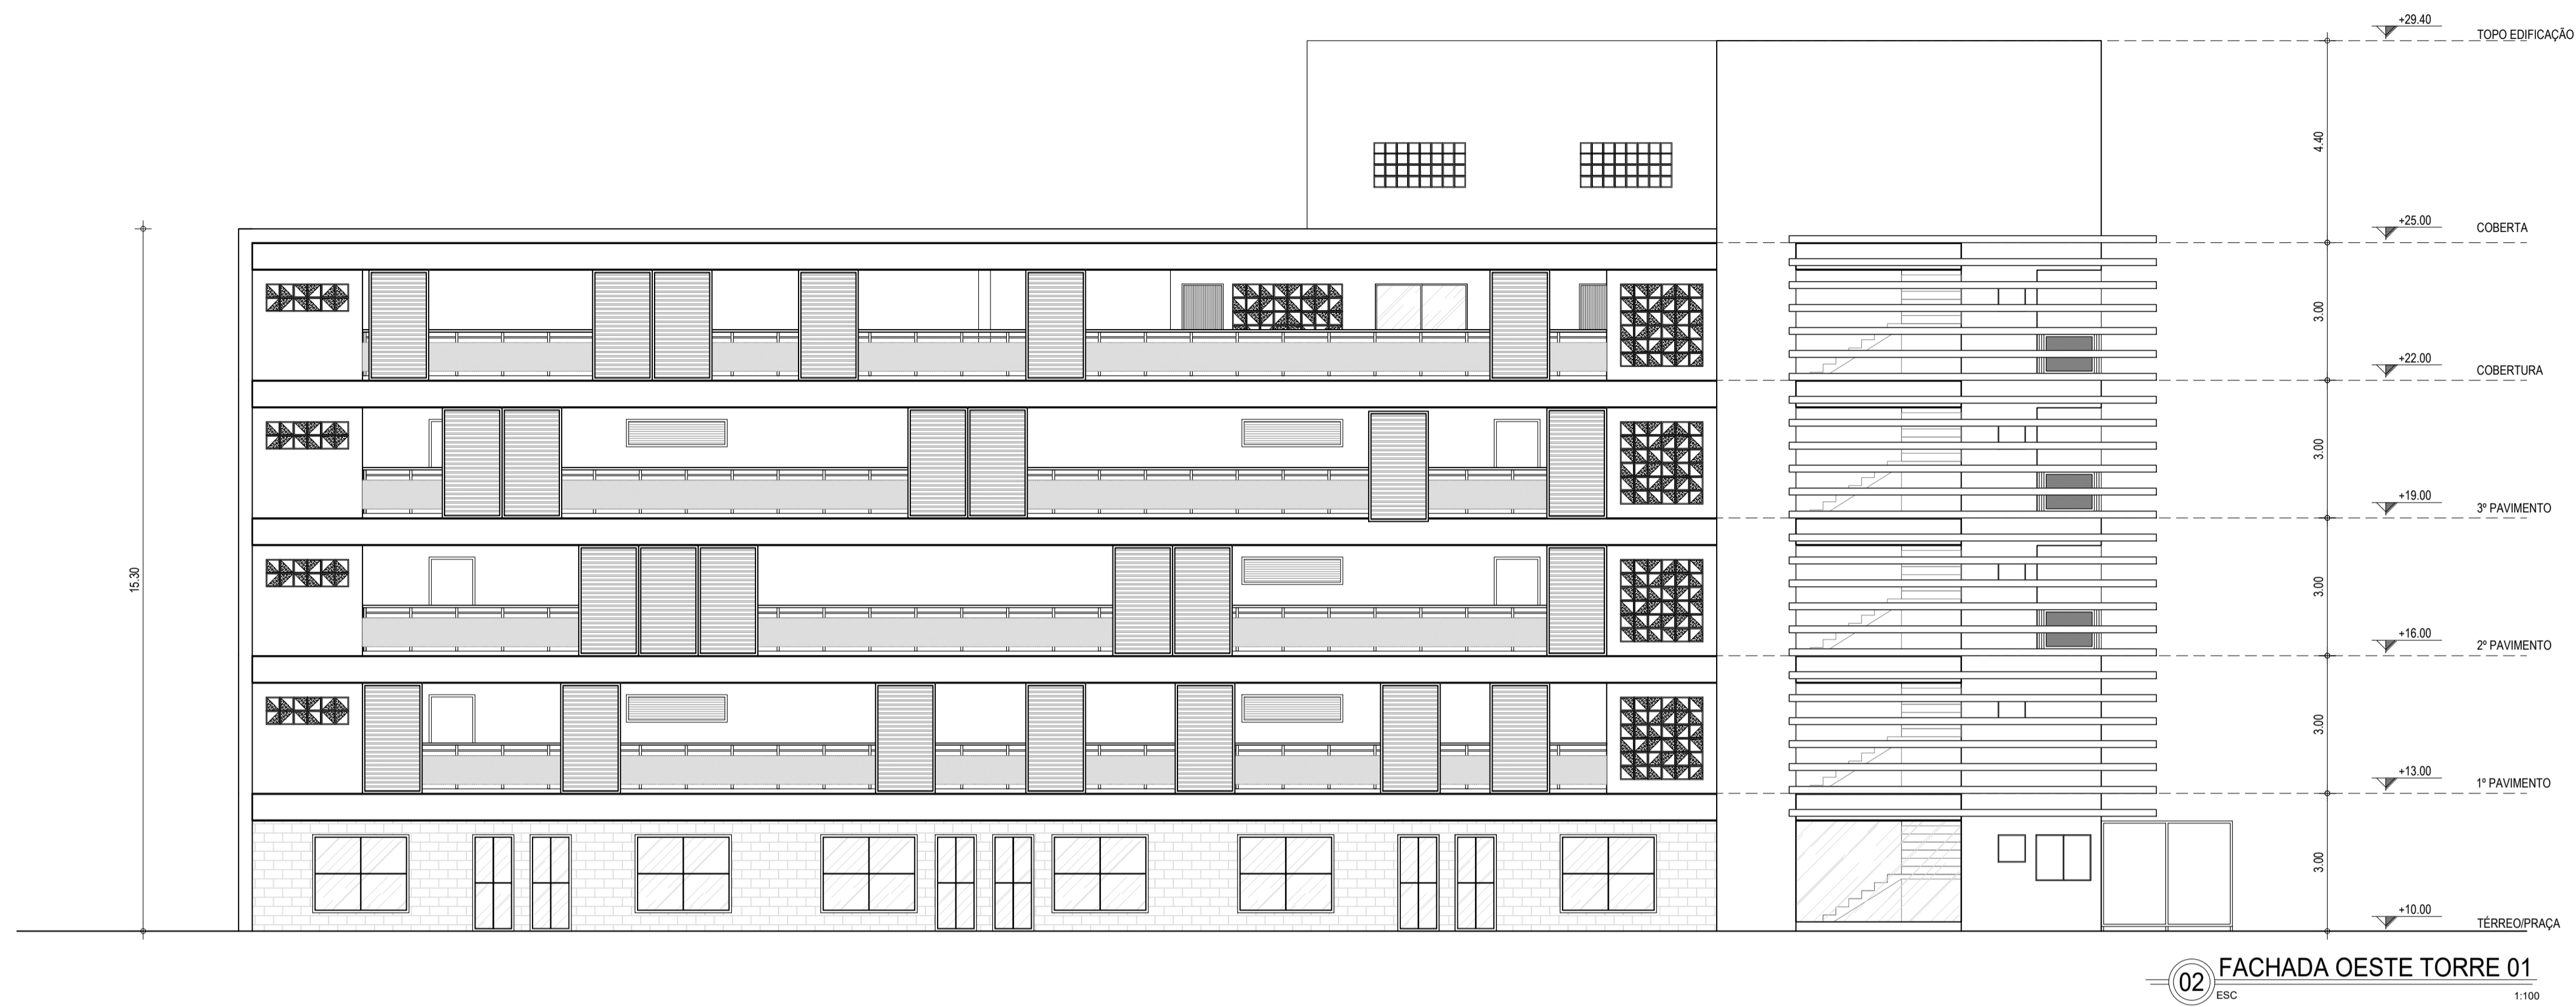 +29.40
TOPO EDIFICAÇÃO
4.40
+25.00
COBERTA
3.00
+22.00
COBERTURA
3.00
+19.00
3º PAVIMENTO
15.30
3.00
+16.00
2º PAVIMENTO
3.00
+13.00
1º PAVIMENTO
3.00
+10.00
TÉRREO/PRAÇA
02
FACHADA OESTE TORRE 01
ESC
1:100